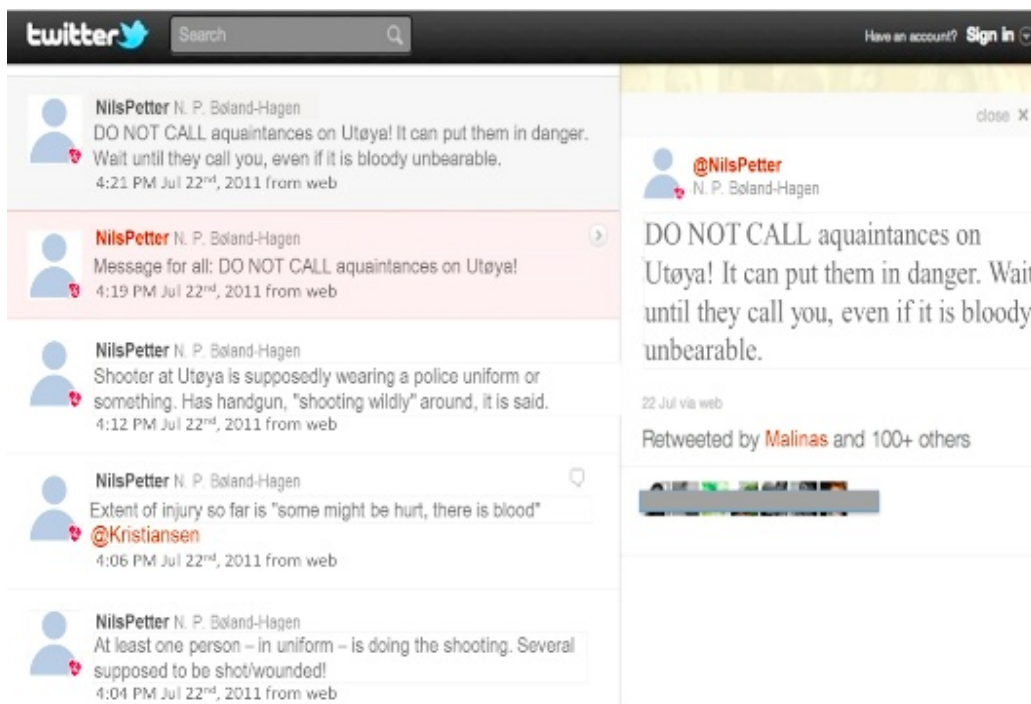 twitter
Search
Have an account? Sign in
NilsPetter N. P. Bøland-Hagen
DO NOT CALL aquaintances on Utøya! It can put them in danger.
Wait until they call you, even if it is bloody unbearable.
4:21 PM Jul 22nd, 2011 from web
NilsPetter N. P. Bøland-Hagen
Message for all: DO NOT CALL aquaintances on Utøya!
4:19 PM Jul 22nd, 2011 from web
NilsPetter N. P. Bøland-Hagen
Shooter at Utøya is supposedly wearing a police uniform or
something. Has handgun, "shooting wildly" around, it is said.
4:12 PM Jul 22nd, 2011 from web
NilsPetter N. P. Bøland-Hagen
Extent of injury so far is "some might be hurt, there is blood"
@Kristiansen
4:06 PM Jul 22nd, 2011 from web
NilsPetter N. P. Bøland-Hagen
At least one person – in uniform – is doing the shooting. Several
supposed to be shot/wounded!
4:04 PM Jul 22nd, 2011 from web
close X
@NilsPetter
N. P. Bøland-Hagen
DO NOT CALL aquaintances on
Utøya! It can put them in danger. Wait
until they call you, even if it is bloody
unbearable.
22 Jul via web
Retweeted by Malinas and 100+ others